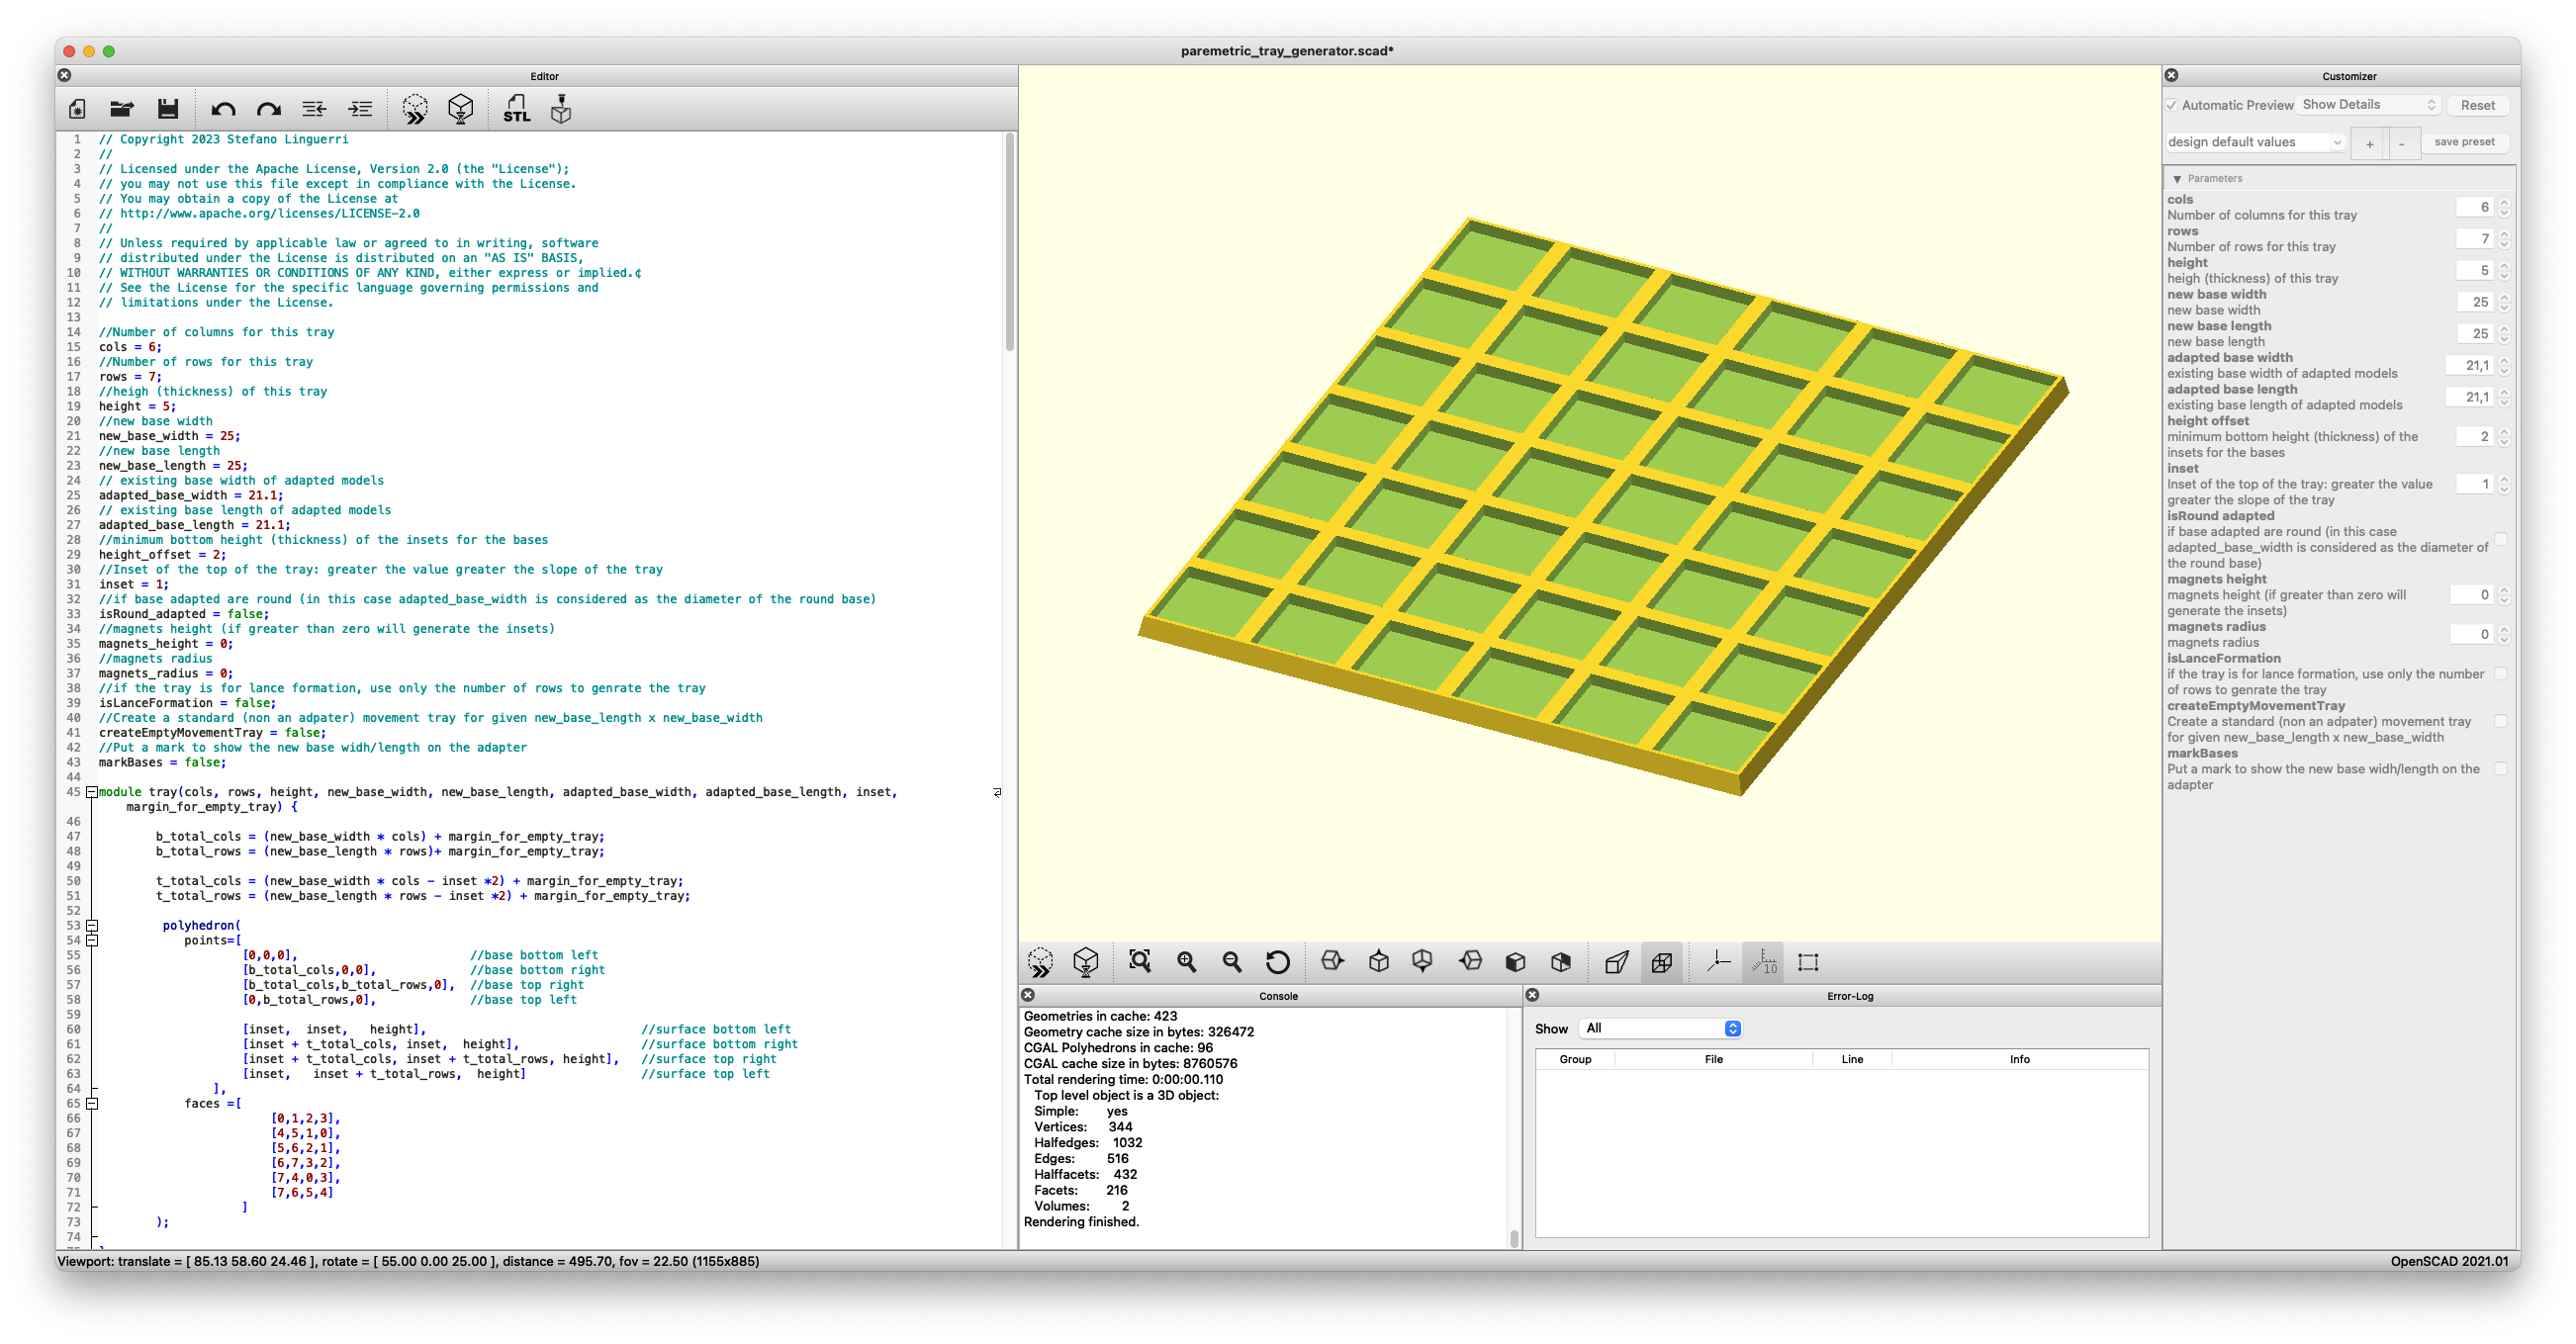 paremetric_tray_generator.scad*
Editor
STL
1 // Copyright 2023 Stefano Linguerri
2 //
3 // Licensed under the Apache License, Version 2.0 (the "License");
4 // you may not use this file except in compliance with the License.
5 // You may obtain a copy of the License at
6 // http://www.apache.org/licenses/LICENSE-2.0
7 //
8 // Unless required by applicable law or agreed to in writing, software
9 // distributed under the License is distributed on an "AS IS" BASIS,
10 // WITHOUT WARRANTIES OR CONDITIONS OF ANY KIND, either express or implied.¢
11 // See the License for the specific language governing permissions and
12 // limitations under the License.
13
14 //Number of columns for this tray
15 cols = 6;
16 //Number of rows for this tray
17 rows = 7;
18 //heigh (thickness) of this tray
19 height = 5;
20 //new base width
21 new_base_width = 25;
22 //new base length
23 new_base_length = 25;
24 // existing base width of adapted models
25 adapted_base_width = 21.1;
26 // existing base length of adapted models
27 adapted_base_length = 21.1;
28 //minimum bottom height (thickness) of the insets for the bases
29 height_offset = 2;
30 //Inset of the top of the tray: greater the value greater the slope of the tray
31 inset = 1;
32 //if base adapted are round (in this case adapted_base_width is considered as the diameter of the round base)
33 isRound_adapted = false;
34 //magnets height (if greater than zero will generate the insets)
35 magnets_height = 0;
36 //magnets radius
37 magnets_radius = 0;
38 //if the tray is for lance formation, use only the number of rows to genrate the tray
39 isLanceFormation = false;
40 //Create a standard (non an adpater) movement tray for given new_base_length x new_base_width
41 createEmptyMovementTray = false;
42 //Put a mark to show the new base widh/length on the adapter
43 markBases = false;
44
45 module tray(cols, rows, height, new_base_width, new_base_length, adapted_base_width, adapted_base_length, inset,
margin_for_empty_tray) {
46
47 b_total_cols = (new_base_width * cols) + margin_for_empty_tray;
48 b_total_rows = (new_base_length * rows)+ margin_for_empty_tray;
49
50 t_total_cols = (new_base_width * cols - inset *2) + margin_for_empty_tray;
51 t_total_rows = (new_base_length * rows - inset *2) + margin_for_empty_tray;
52
53 polyhedron(
54 points=[
55 [0,0,0], //base bottom left
56 [b_total_cols,0,0], //base bottom right
57 [b_total_cols,b_total_rows,0], //base top right
58 [0,b_total_rows,0], //base top left
59
60 [inset, inset, height], //surface bottom left
61 [inset + t_total_cols, inset, height], //surface bottom right
62 [inset + t_total_cols, inset + t_total_rows, height], //surface top right
63 [inset, inset + t_total_rows, height] //surface top left
64 ],
65 faces =[
66 [0,1,2,3],
67 [4,5,1,0],
68 [5,6,2,1],
69 [6,7,3,2],
70 [7,4,0,3],
71 [7,6,5,4]
72 ]
73 );
74
10
Console
Geometries in cache: 423
Geometry cache size in bytes: 326472
CGAL Polyhedrons in cache: 96
CGAL cache size in bytes: 8760576
Total rendering time: 0:00:00.110
Top level object is a 3D object:
Simple: yes
Vertices: 344
Halfedges: 1032
Edges: 516
Halffacets: 432
Facets: 216
Volumes: 2
Rendering finished.
Error-Log
Show All
Group File Line Info
Customizer
Automatic Preview Show Details Reset
design default values + - save preset
Parameters
cols
Number of columns for this tray 6
rows
Number of rows for this tray 7
height
heigh (thickness) of this tray 5
new base width
new base width 25
new base length
new base length 25
adapted base width
existing base width of adapted models 21,1
adapted base length
existing base length of adapted models 21,1
height offset
minimum bottom height (thickness) of the 2
insets for the bases
inset
Inset of the top of the tray: greater the value 1
greater the slope of the tray
isRound adapted
if base adapted are round (in this case
adapted_base_width is considered as the diameter of
the round base)
magnets height
magnets height (if greater than zero will 0
generate the insets)
magnets radius
magnets radius 0
isLanceFormation
if the tray is for lance formation, use only the number
of rows to genrate the tray
createEmptyMovementTray
Create a standard (non an adpater) movement tray
for given new_base_length x new_base_width
markBases
Put a mark to show the new base widh/length on the
adapter
Viewport: translate = [ 85.13 58.60 24.46 ], rotate = [ 55.00 0.00 25.00 ], distance = 495.70, fov = 22.50 (1155x885)
OpenSCAD 2021.01